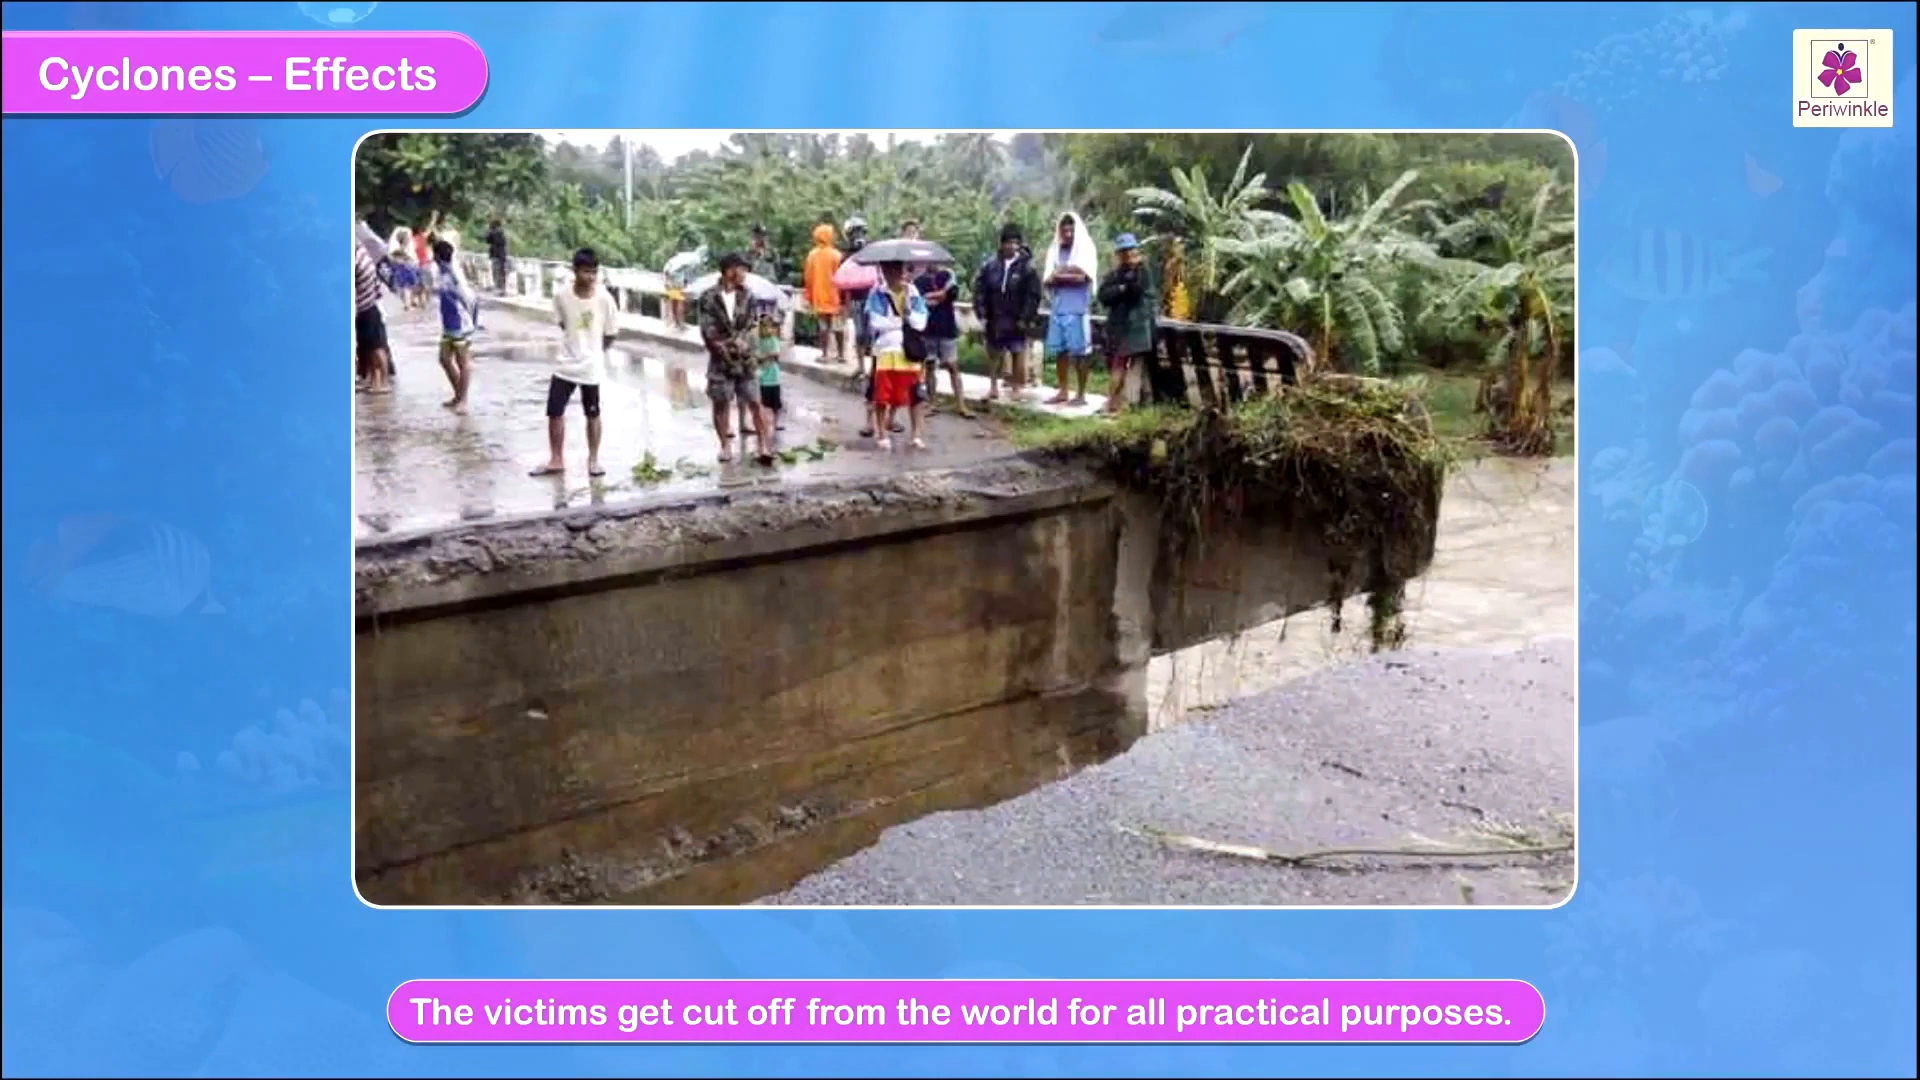 Cyclones – Effects
Periwinkle
The victims get cut off from the world for all practical purposes.